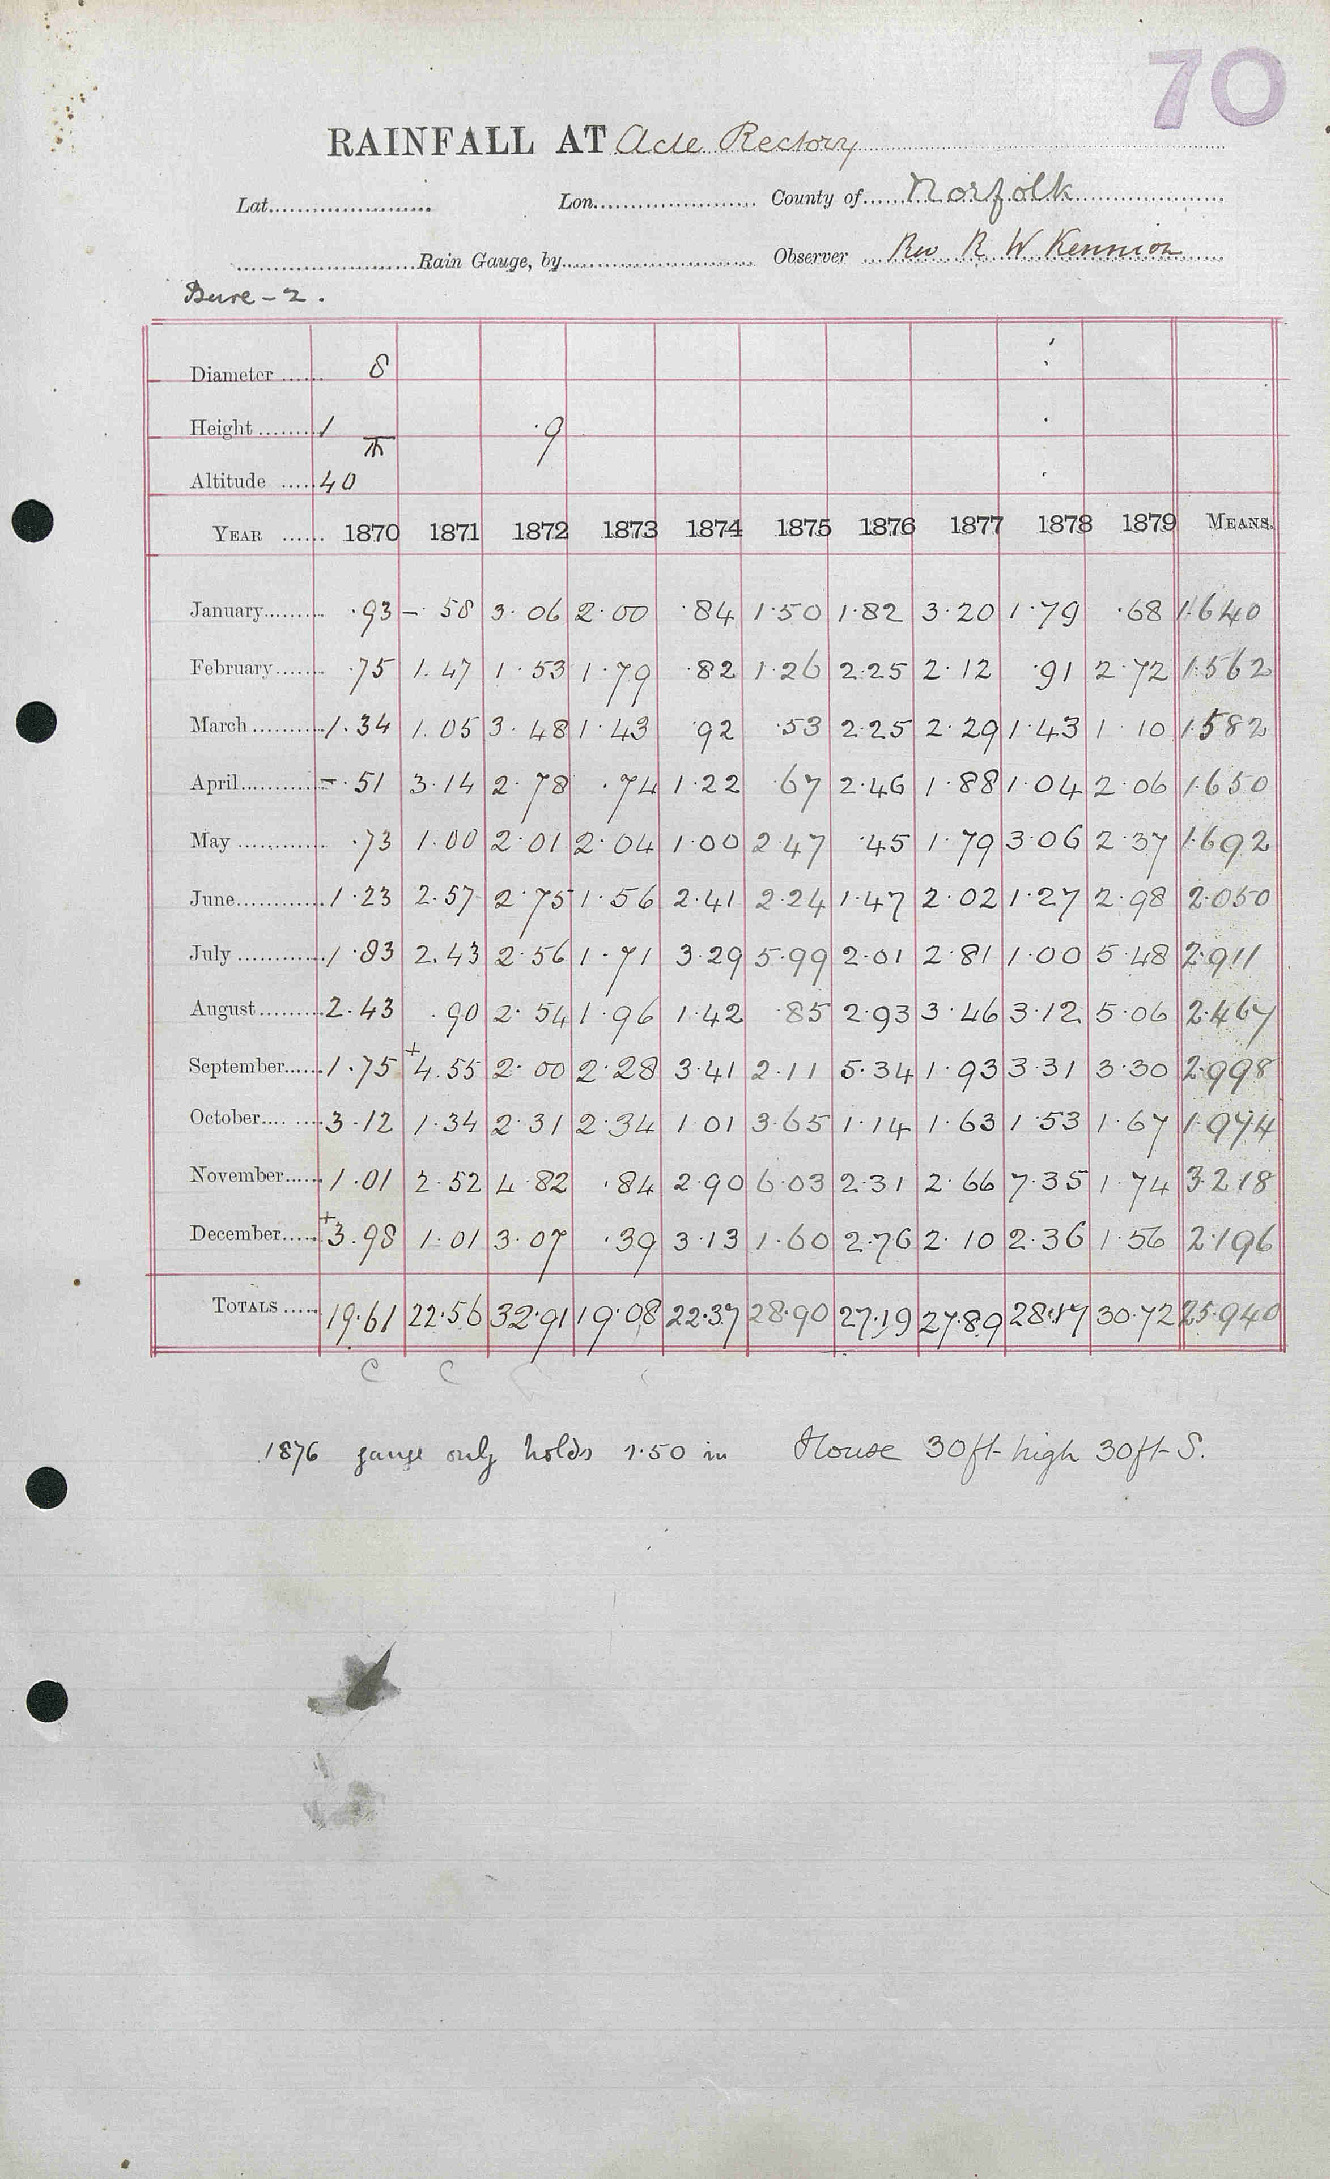 70
RAINFALL AT Acle Rectory
Lat. Lon. County of Norfolk
Rain Gauge, by Observer Rev R W Kennion
Bure - 2.
Diameter 8
Height 1 ·9
Altitude 40
YEAR 1870 1871 1872 1873 1874 1875 1876 1877 1878 1879 MEANS.
January ·93 - ·58 3·06 2·00 ·84 1·50 1·82 3·20 1·79 ·68 1·640
February ·75 1·47 1·53 1·79 ·82 1·26 2·25 2·12 ·91 2·72 1·562
March 1·34 1·05 3·48 1·43 ·92 ·53 2·25 2·29 1·43 1·10 1·582
April - ·51 3·14 2·78 ·74 1·22 ·67 2·46 1·88 1·04 2·06 1·650
May ·73 1·00 2·01 2·04 1·00 2·47 ·45 1·79 3·06 2·37 1·692
June 1·23 2·57 2·75 1·56 2·41 2·24 1·47 2·02 1·27 2·98 2·050
July 1·83 2·43 2·56 1·71 3·29 5·99 2·01 2·81 1·00 5·48 2·911
August 2·43 ·90 2·54 1·96 1·42 ·85 2·93 3·46 3·12 5·06 2·467
September 1·75 +4·55 2·00 2·28 3·41 2·11 5·34 1·93 3·31 3·30 2·998
October 3·12 1·34 2·31 2·34 1·01 3·65 1·14 1·63 1·53 1·67 1·974
November 1·01 2·52 4·82 ·84 2·90 6·03 2·31 2·66 7·35 1·74 3·218
December +3·98 1·01 3·07 ·39 3·13 1·60 2·76 2·10 2·36 1·56 2·196
TOTALS 19·61 22·56 32·91 19·08 22·37 28·90 27·19 27·89 28·17 30·72 25·940
C C
1876 gauge only holds 1·50 in House 30ft high 30ft S.